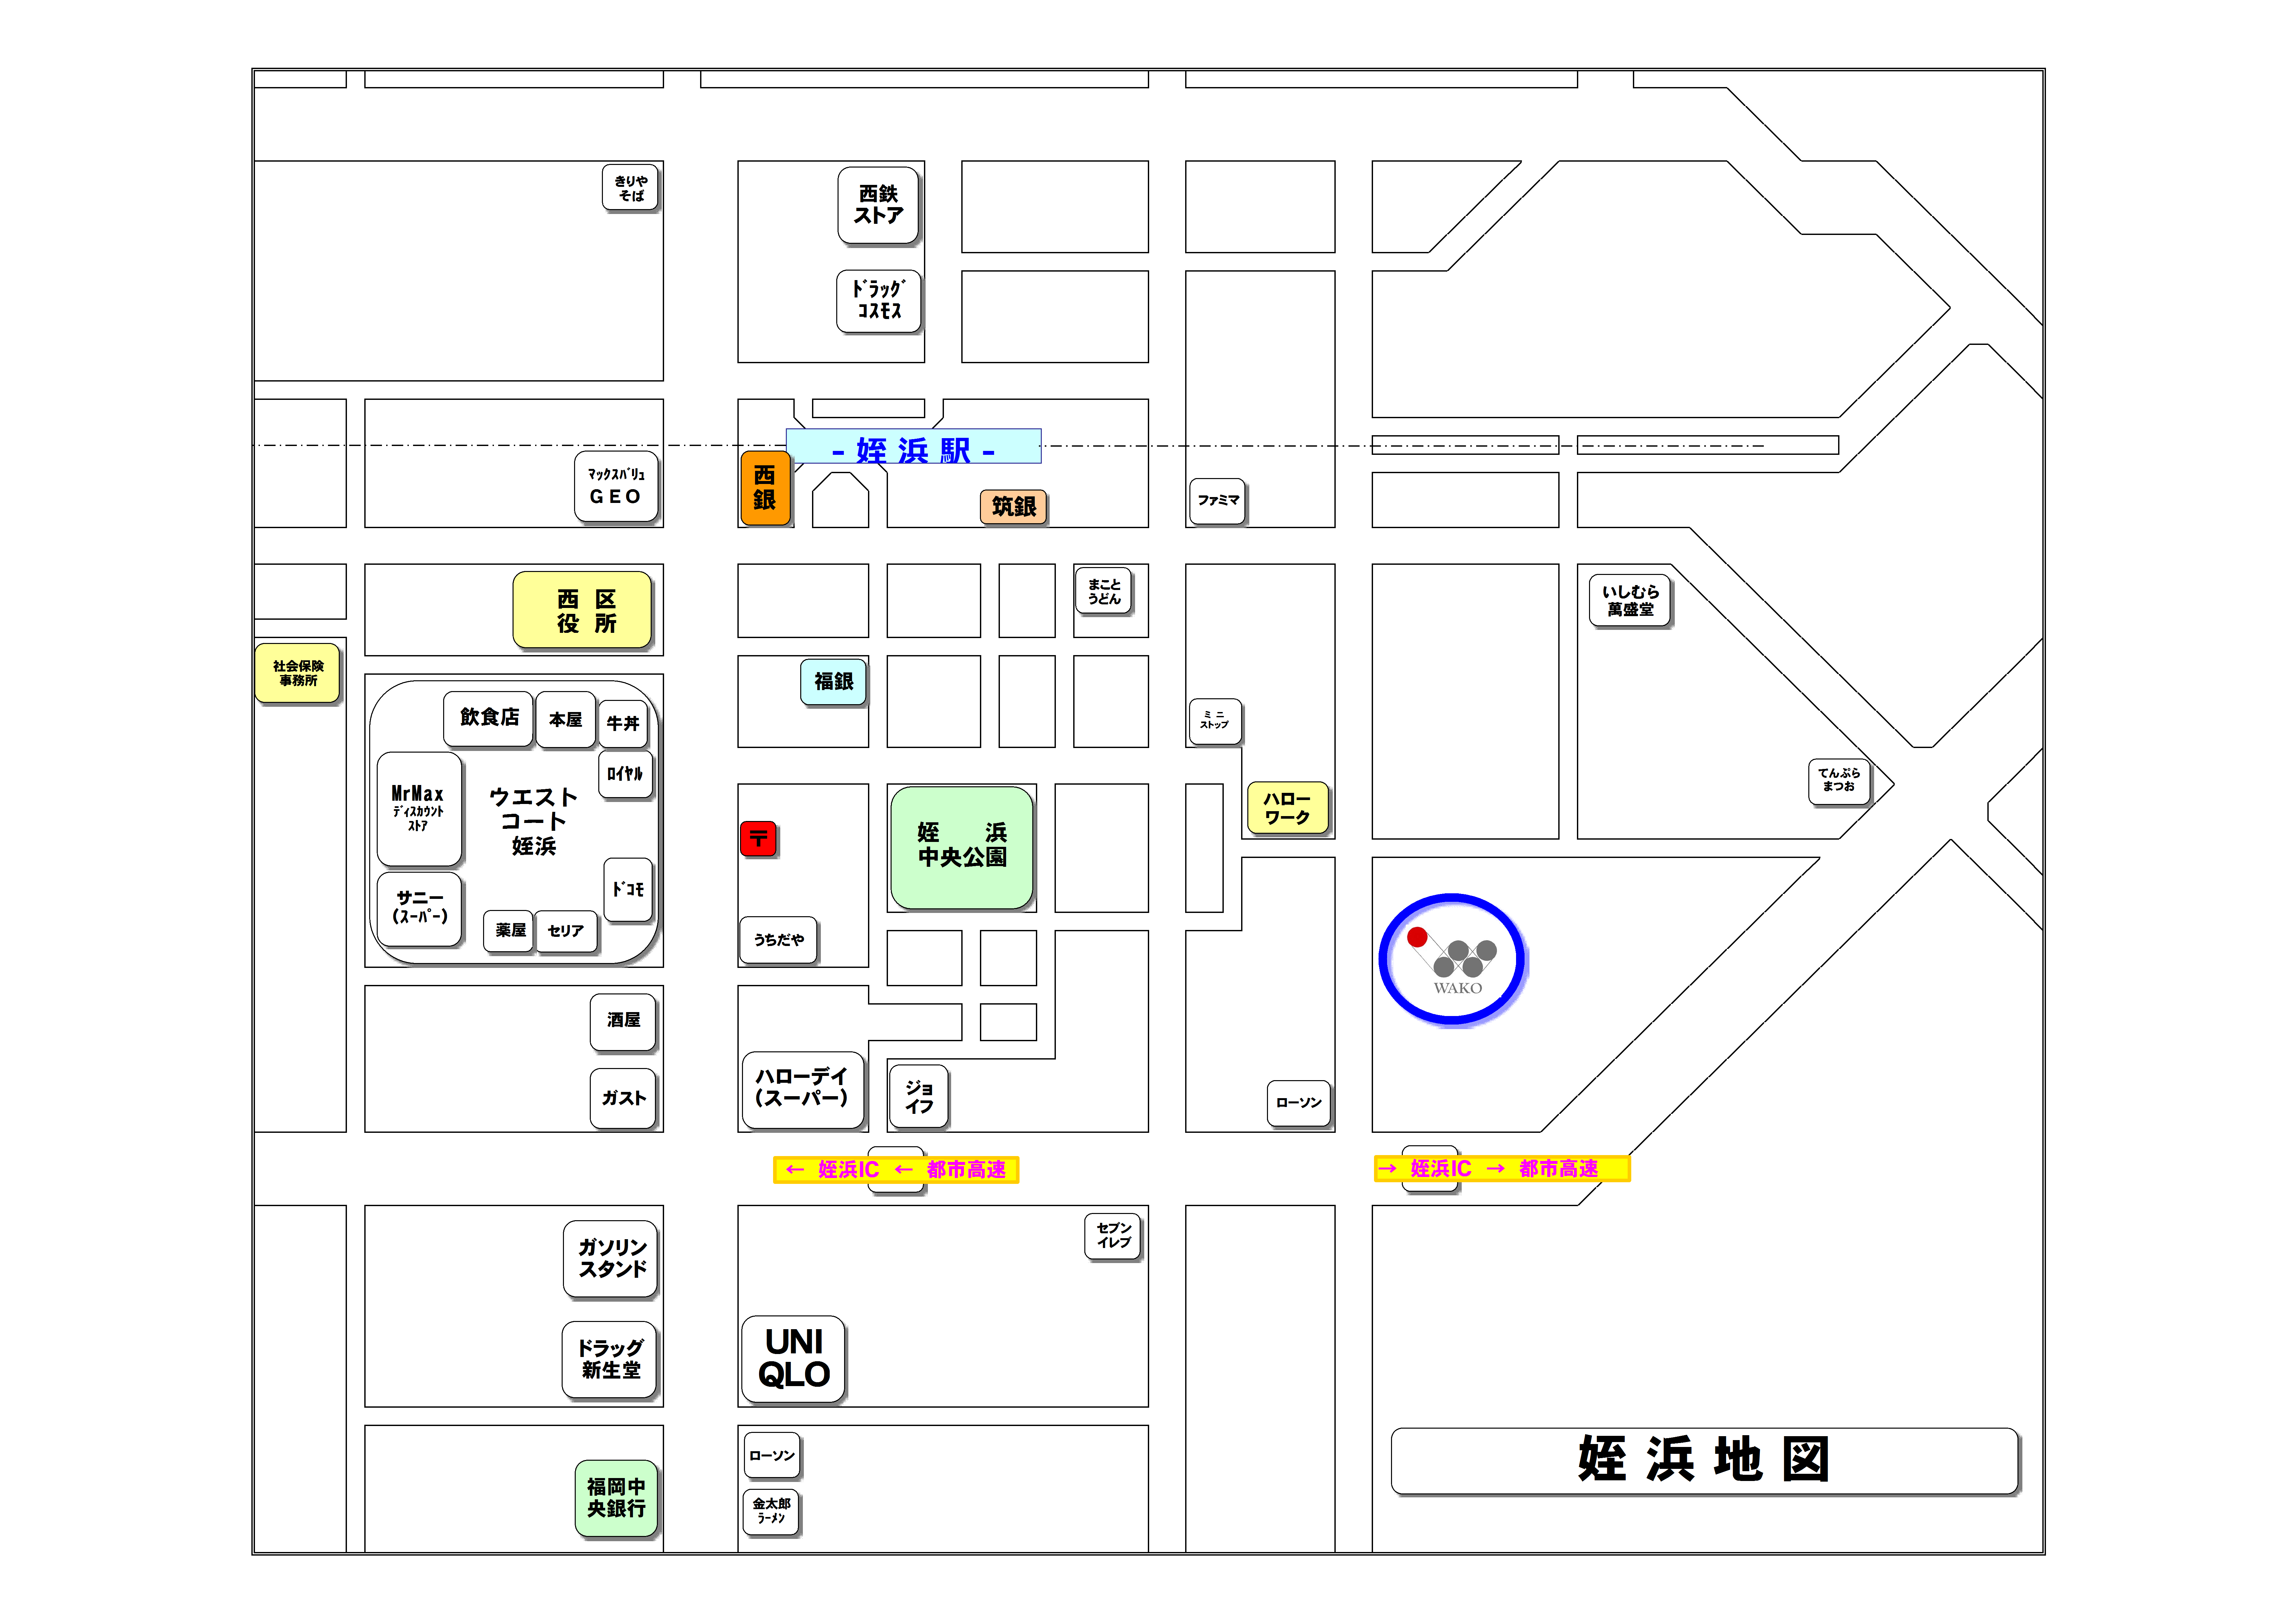 きりや
そば
西鉄
ストア
ﾄﾞﾗｯｸﾞ
ｺｽﾓｽ
- 姪 浜 駅 -
ﾏｯｸｽﾊﾞﾘｭ
ＧＥＯ
西
銀
筑銀
ファミマ
西 区
役 所
まこと
うどん
いしむら
萬盛堂
社会保険
事務所
福銀
飲食店
本屋
牛丼
ﾛｲﾔﾙ
ミニ
ストップ
MrMax
ﾃﾞｨｽｶｳﾝﾄ
ｽﾄｱ
ウエスト
コート
姪浜
てんぷら
まつお
ハロー
ワーク
〒
姪 浜
中央公園
サニー
(ｽｰﾊﾟｰ)
ﾄﾞｺﾓ
薬屋
セリア
うちだや
WAKO
酒屋
ガスト
ハローデイ
(スーパー)
ジョ
イフ
ローソン
← 姪浜IC ← 都市高速
→ 姪浜IC → 都市高速
ガソリン
スタンド
セブン
イレブ
ドラッグ
新生堂
UNI
QLO
ローソン
福岡中
央銀行
金太郎
ﾗｰﾒﾝ
姪 浜 地 図